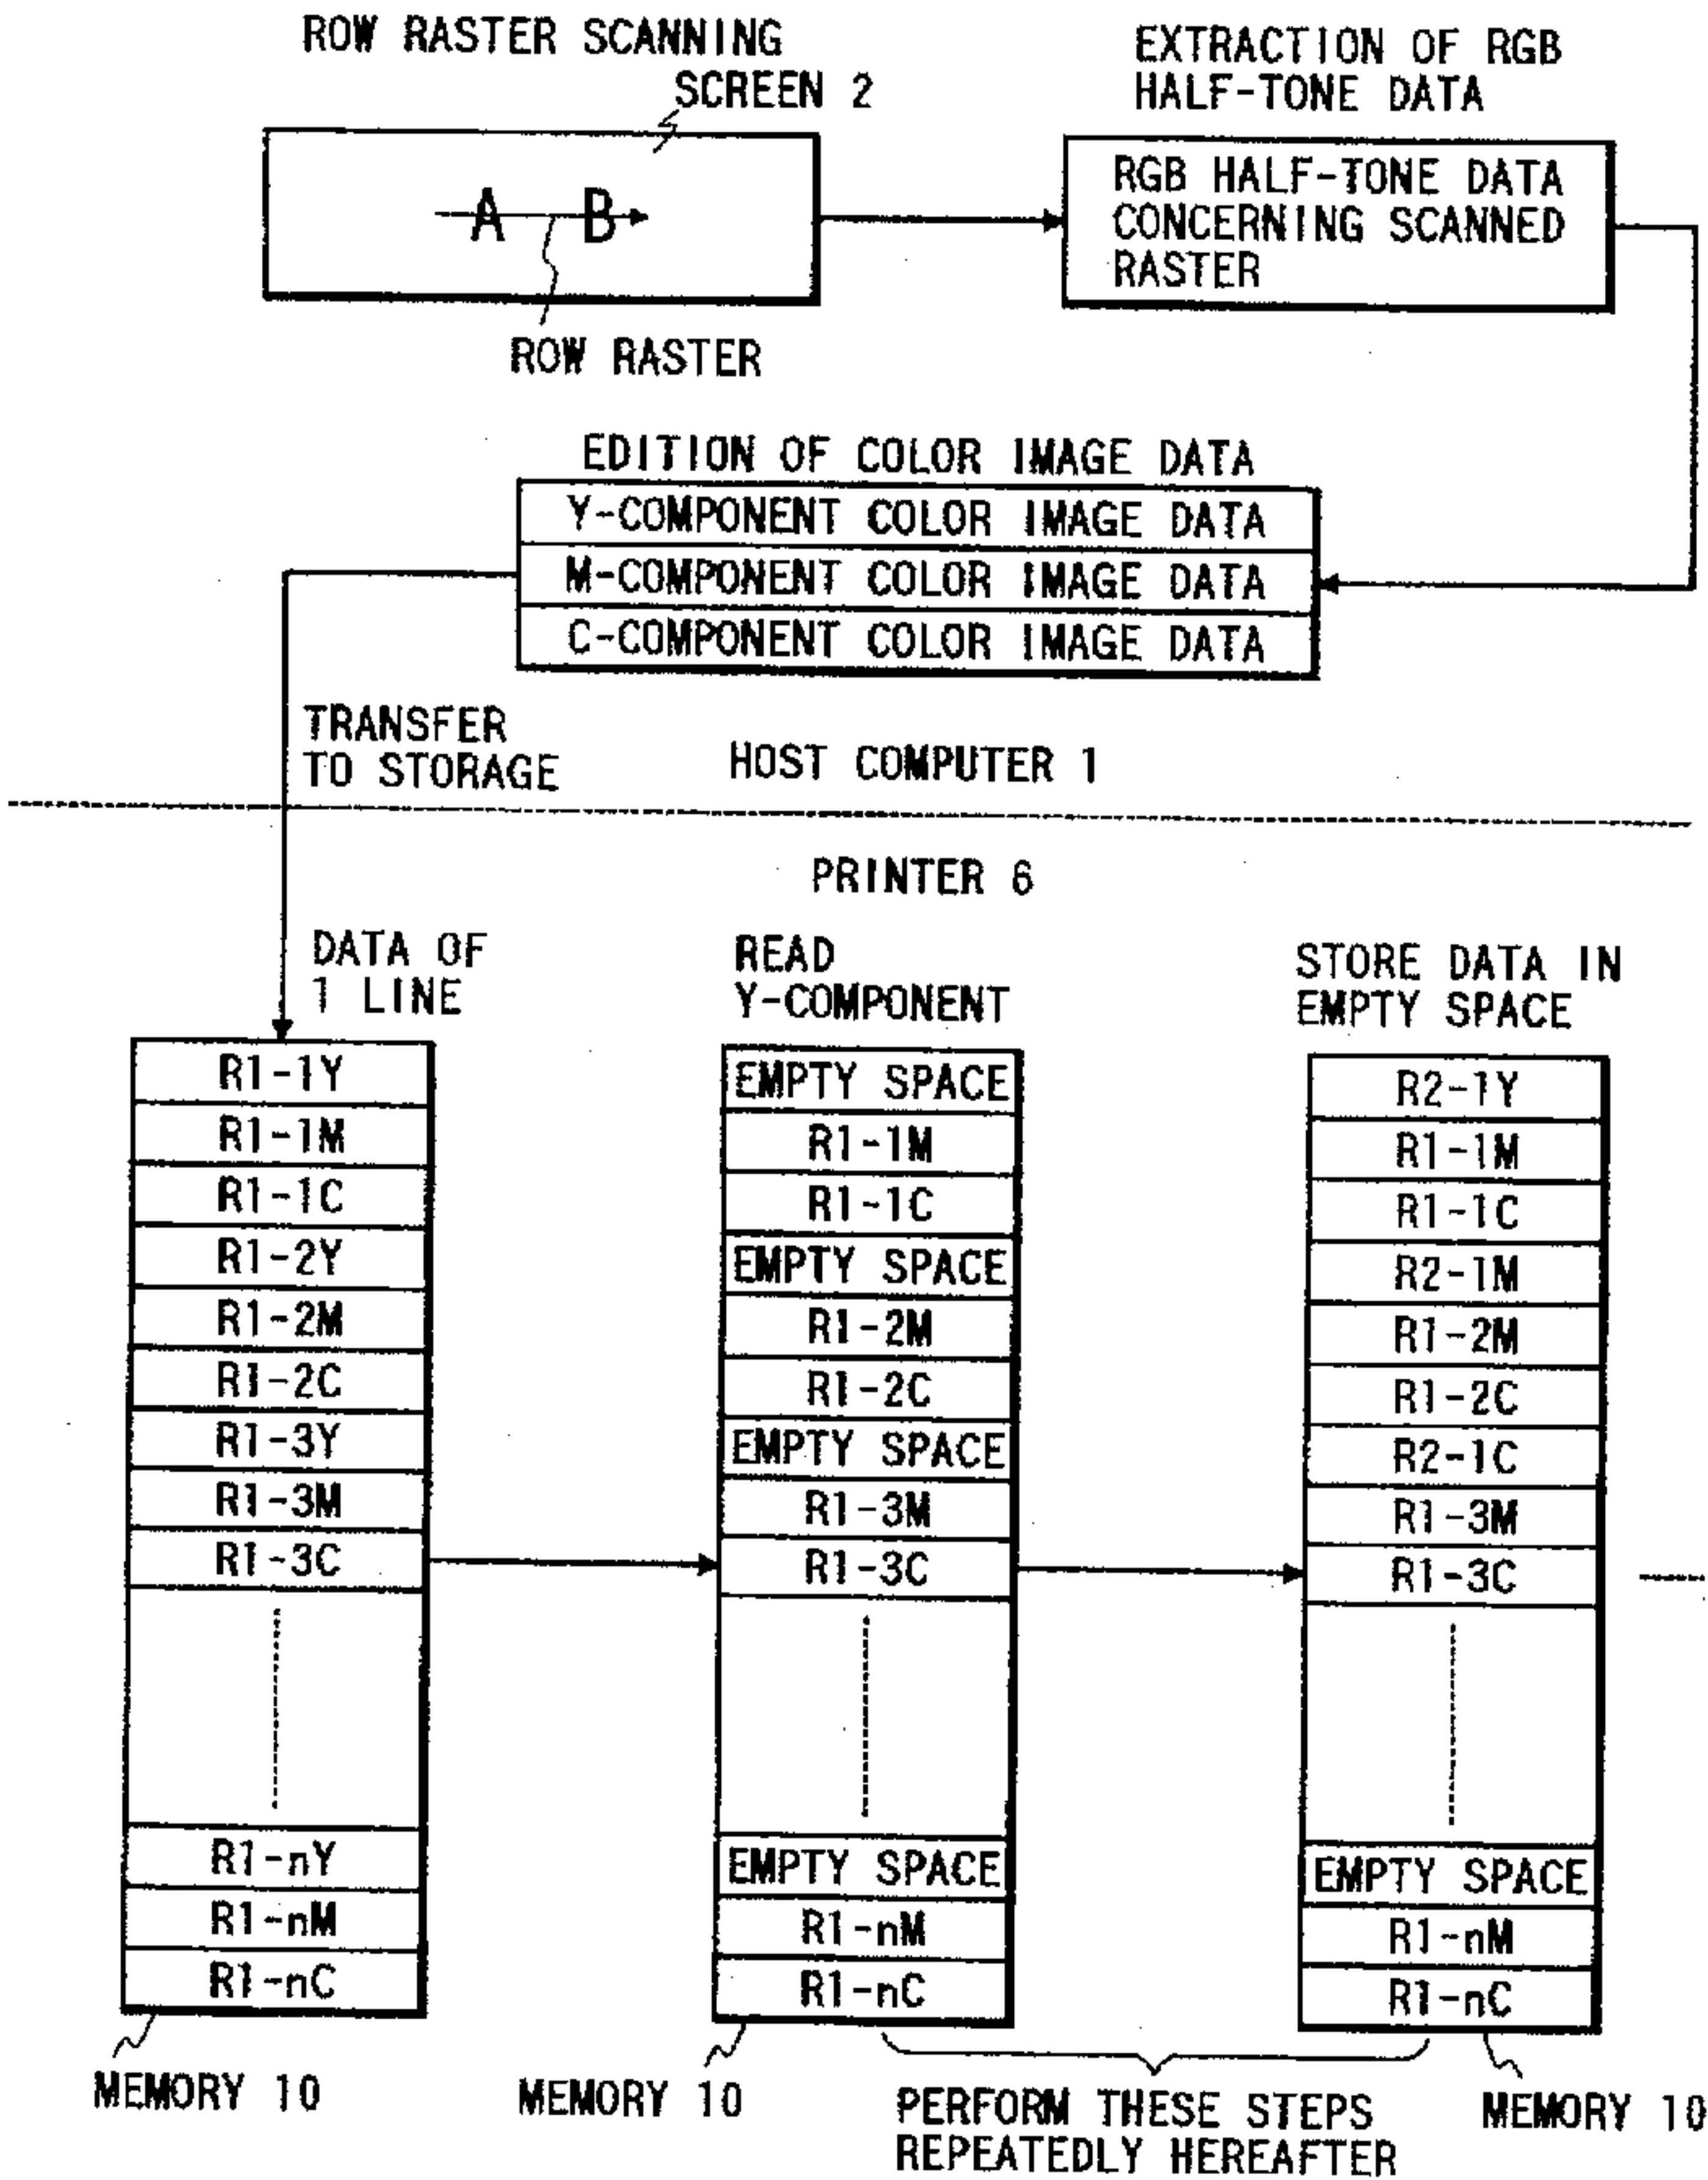 ROW RASTER SCANNING
SCREEN 2
EXTRACTION OF RGB
HALF-TONE DATA
A B
RGB HALF-TONE DATA
CONCERNING SCANNED
RASTER
ROW RASTER
EDITION OF COLOR IMAGE DATA
Y-COMPONENT COLOR IMAGE DATA
M-COMPONENT COLOR IMAGE DATA
C-COMPONENT COLOR IMAGE DATA
TRANSFER
TO STORAGE
HOST COMPUTER 1
PRINTER 6
DATA OF
1 LINE
R1-1Y
R1-1M
R1-1C
R1-2Y
R1-2M
R1-2C
R1-3Y
R1-3M
R1-3C
R1-nY
R1-nM
R1-nC
MEMORY 10
READ
Y-COMPONENT
EMPTY SPACE
R1-1M
R1-1C
EMPTY SPACE
R1-2M
R1-2C
EMPTY SPACE
R1-3M
R1-3C
EMPTY SPACE
R1-nM
R1-nC
MEMORY 10
STORE DATA IN
EMPTY SPACE
R2-1Y
R1-1M
R1-1C
R2-1M
R1-2M
R1-2C
R2-1C
R1-3M
R1-3C
EMPTY SPACE
R1-nM
R1-nC
MEMORY 10
PERFORM THESE STEPS
REPEATEDLY HEREAFTER